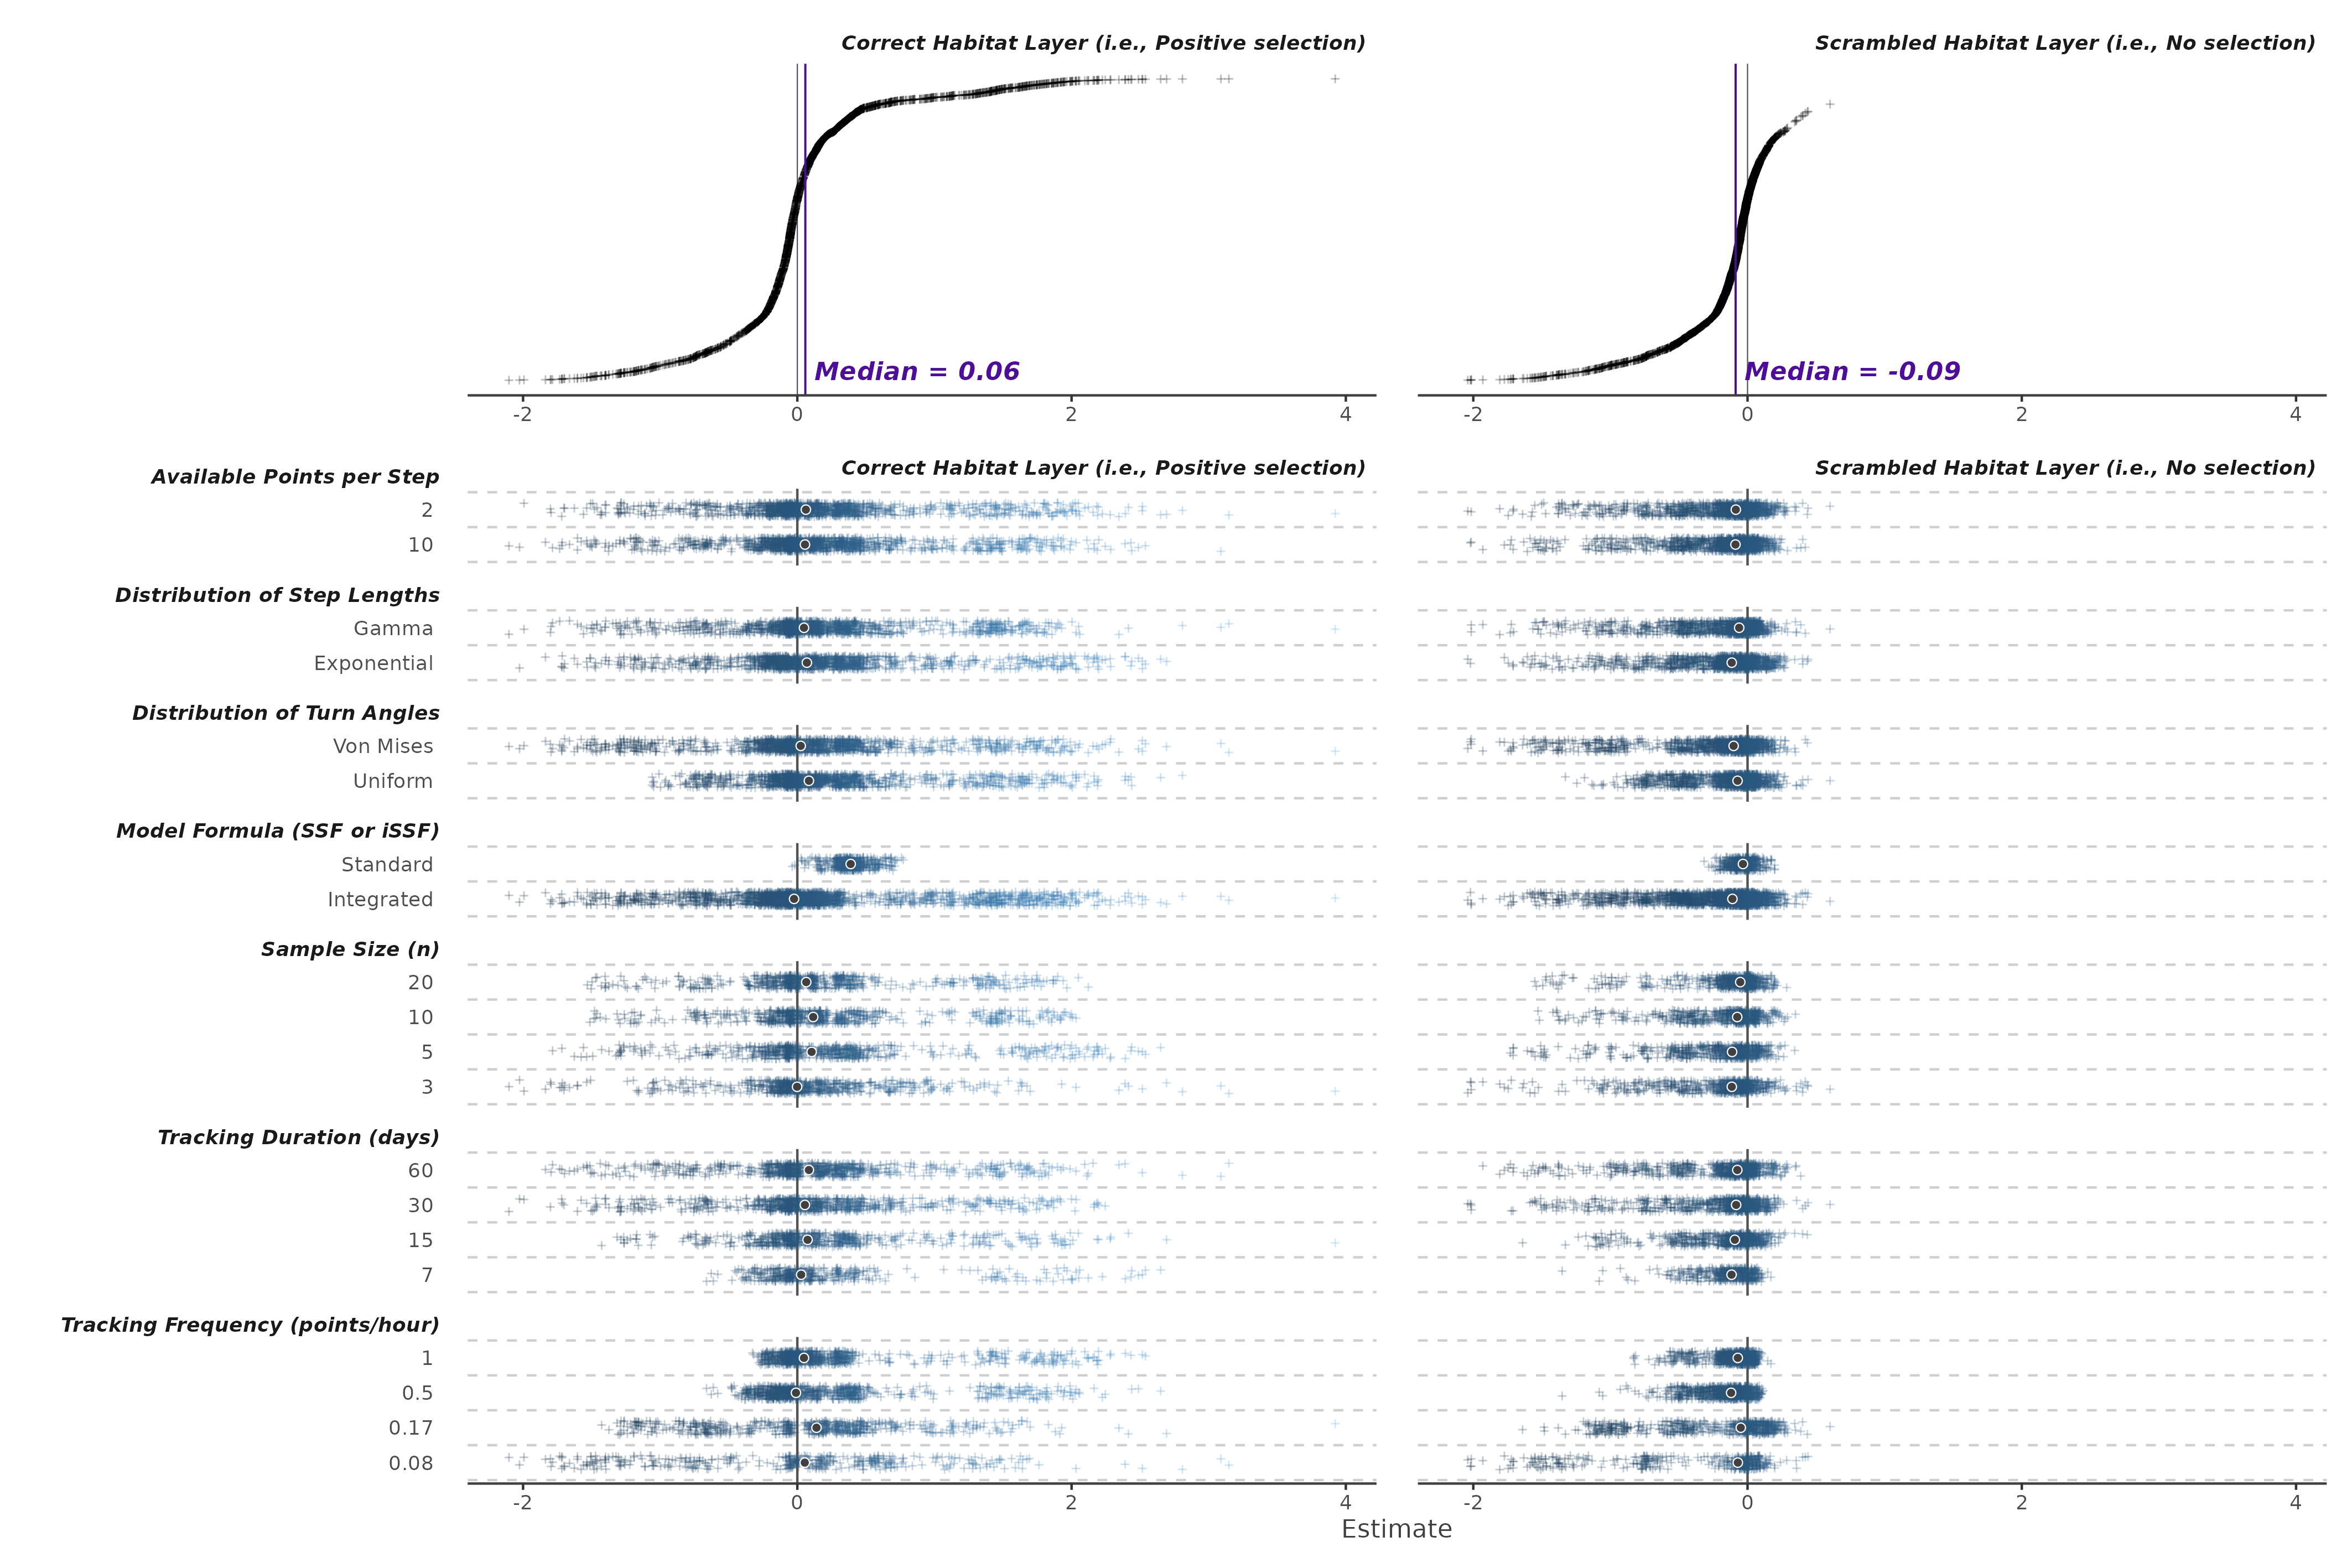 Correct Habitat Layer (i.e., Positive selection)
Scrambled Habitat Layer (i.e., No selection)
Median = 0.06
Median = -0.09
-2 0 2 4
-2 0 2 4
Correct Habitat Layer (i.e., Positive selection)
Scrambled Habitat Layer (i.e., No selection)
Available Points per Step
2
10
Distribution of Step Lengths
Gamma
Exponential
Distribution of Turn Angles
Von Mises
Uniform
Model Formula (SSF or iSSF)
Standard
Integrated
Sample Size (n)
20
10
5
3
Tracking Duration (days)
60
30
15
7
Tracking Frequency (points/hour)
1
0.5
0.17
0.08
-2 0 2 4
-2 0 2 4
Estimate